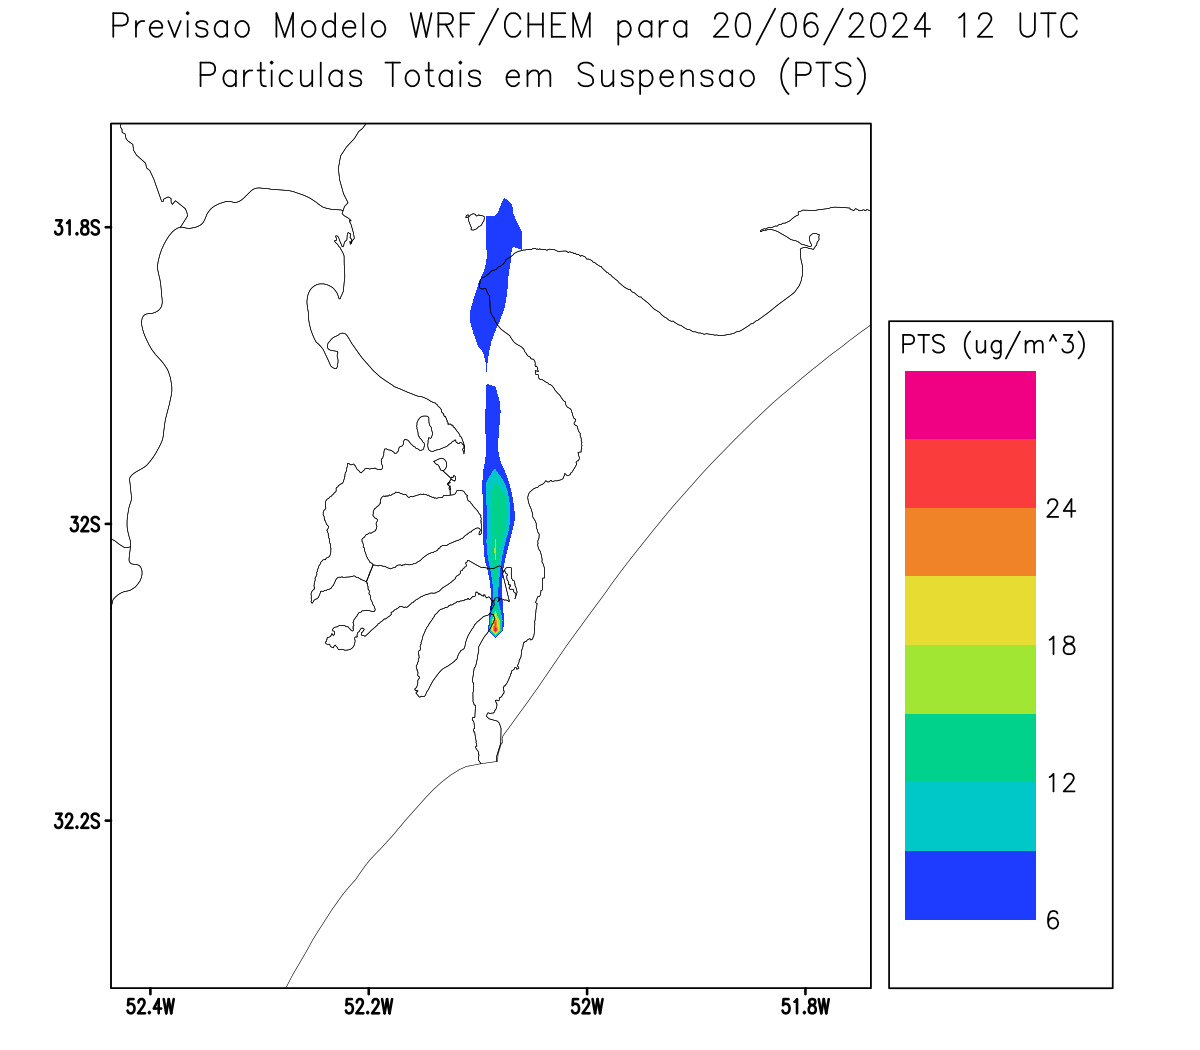 Previsao Modelo WRF/CHEM para 20/06/2024 12 UTC
Particulas Totais em Suspensao (PTS)
31.8S
32S
32.2S
52.4W
52.2W
52W
51.8W
PTS (ug/m^3)
24
18
12
6